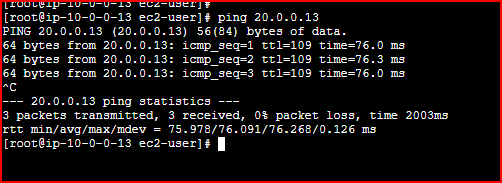 [root@ip-10-0-0-13 ec2-user]#
[root@ip-10-0-0-13 ec2-user]# ping 20.0.0.13
PING 20.0.0.13 (20.0.0.13) 56(84) bytes of data.
64 bytes from 20.0.0.13: icmp_seq=1 ttl=109 time=76.0 ms
64 bytes from 20.0.0.13: icmp_seq=2 ttl=109 time=76.3 ms
64 bytes from 20.0.0.13: icmp_seq=3 ttl=109 time=76.0 ms
^C
--- 20.0.0.13 ping statistics ---
3 packets transmitted, 3 received, 0% packet loss, time 2003ms
rtt min/avg/max/mdev = 75.978/76.091/76.268/0.126 ms
[root@ip-10-0-0-13 ec2-user]#